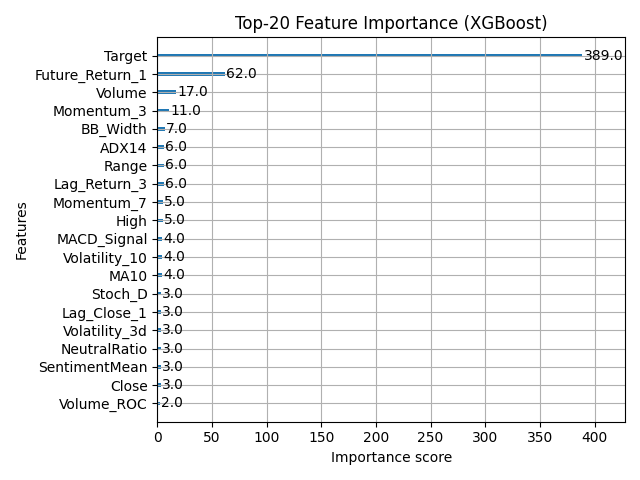 Top-20 Feature Importance (XGBoost)
Target 389.0
Future_Return_1 62.0
Volume 17.0
Momentum_3 11.0
BB_Width 7.0
ADX14 6.0
Range 6.0
Lag_Return_3 6.0
Momentum_7 5.0
High 5.0
MACD_Signal 4.0
Volatility_10 4.0
MA10 4.0
Stoch_D 3.0
Lag_Close_1 3.0
Volatility_3d 3.0
NeutralRatio 3.0
SentimentMean 3.0
Close 3.0
Volume_ROC 2.0
Features
0 50 100 150 200 250 300 350 400
Importance score